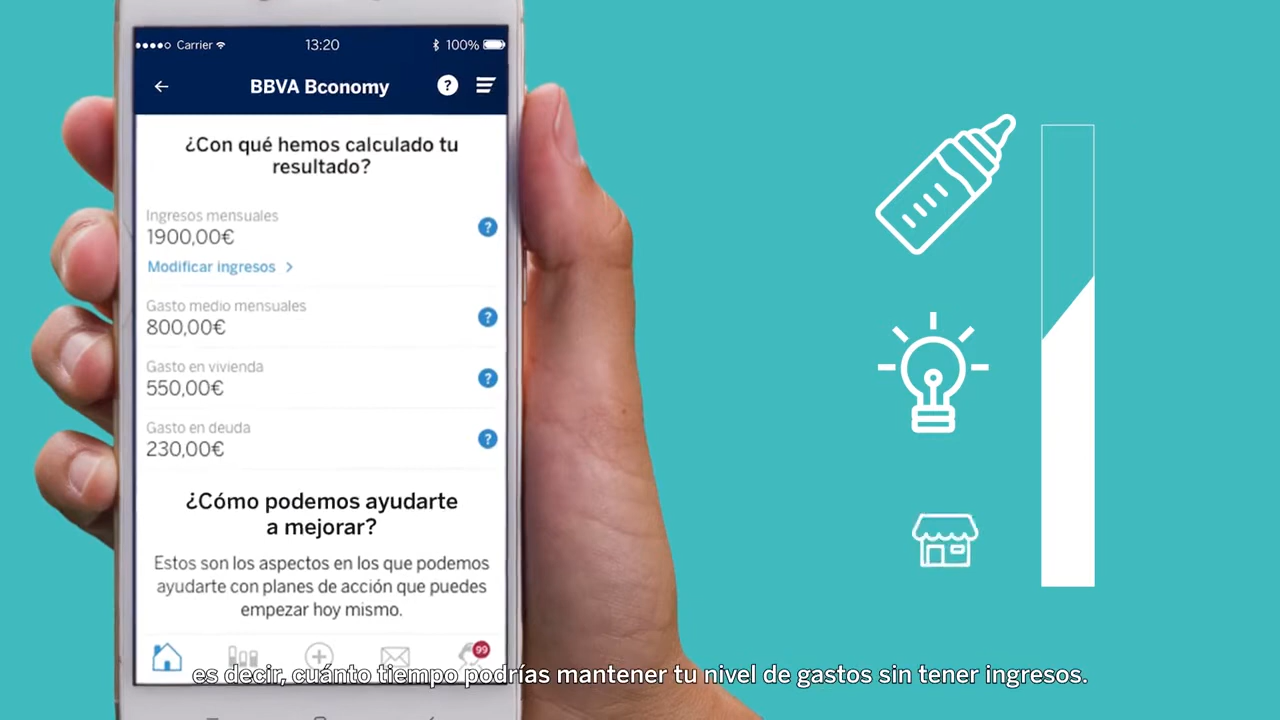 Carrier
13:20
100%
BBVA Bconomy
?
¿Con qué hemos calculado tu
resultado?
Ingresos mensuales
1900,00€
?
Modificar ingresos >
Gasto medio mensuales
800,00€
?
Gasto en vivienda
550,00€
?
Gasto en deuda
230,00€
?
¿Cómo podemos ayudarte
a mejorar?
Estos son los aspectos en los que podemos
ayudarte con planes de acción que puedes
empezar hoy mismo.
99
es decir, cuánto tiempo podrías mantener tu nivel de gastos sin tener ingresos.